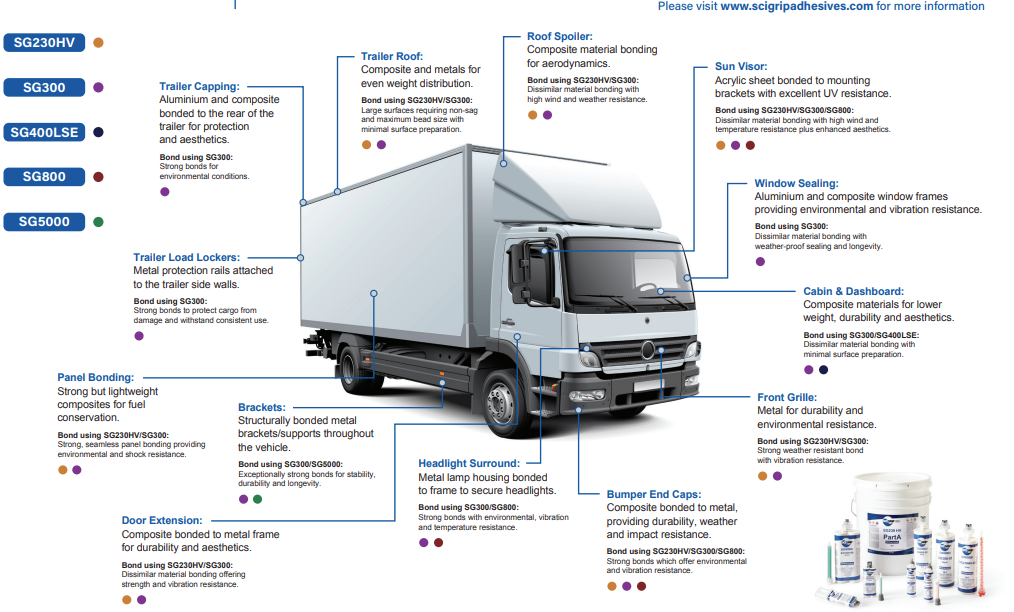 Please visit www.scigripadhesives.com for more information
SG230HV
SG300
SG400LSE
SG800
SG5000
Trailer Capping:
Aluminium and composite
bonded to the rear of the
trailer for protection
and aesthetics.
Bond using SG300:
Strong bonds for
environmental conditions.
Trailer Roof:
Composite and metals for
even weight distribution.
Bond using SG230HV/SG300:
Large surfaces requiring non-sag
and maximum bead size with
minimal surface preparation.
Roof Spoiler:
Composite material bonding
for aerodynamics.
Bond using SG230HV/SG300:
Dissimilar material bonding with
high wind and weather resistance.
Sun Visor:
Acrylic sheet bonded to mounting
brackets with excellent UV resistance.
Bond using SG230HV/SG300/SG800:
Dissimilar material bonding with high wind and
temperature resistance plus enhanced aesthetics.
Window Sealing:
Aluminium and composite window frames
providing environmental and vibration resistance.
Bond using SG300:
Dissimilar material bonding with
weather-proof sealing and longevity.
Trailer Load Lockers:
Metal protection rails attached
to the trailer side walls.
Bond using SG300:
Strong bonds to protect cargo from
damage and withstand consistent use.
Cabin & Dashboard:
Composite materials for lower
weight, durability and aesthetics.
Bond using SG300/SG400LSE:
Dissimilar material bonding with
minimal surface preparation.
Panel Bonding:
Strong but lightweight
composites for fuel
conservation.
Bond using SG230HV/SG300:
Strong, seamless panel bonding providing
environmental and shock resistance.
Brackets:
Structurally bonded metal
brackets/supports throughout
the vehicle.
Bond using SG300/SG5000:
Exceptionally strong bonds for stability,
durability and longevity.
Front Grille:
Metal for durability and
environmental resistance.
Bond using SG230HV/SG300:
Strong weather resistant bond
with vibration resistance.
Headlight Surround:
Metal lamp housing bonded
to frame to secure headlights.
Bond using SG300/SG800:
Strong bonds with environmental, vibration
and temperature resistance.
Bumper End Caps:
Composite bonded to metal,
providing durability, weather
and impact resistance.
Bond using SG230HV/SG300/SG800:
Strong bonds which offer environmental
and vibration resistance.
Door Extension:
Composite bonded to metal frame
for durability and aesthetics.
Bond using SG230HV/SG300:
Dissimilar material bonding offering
strength and vibration resistance.
PartA